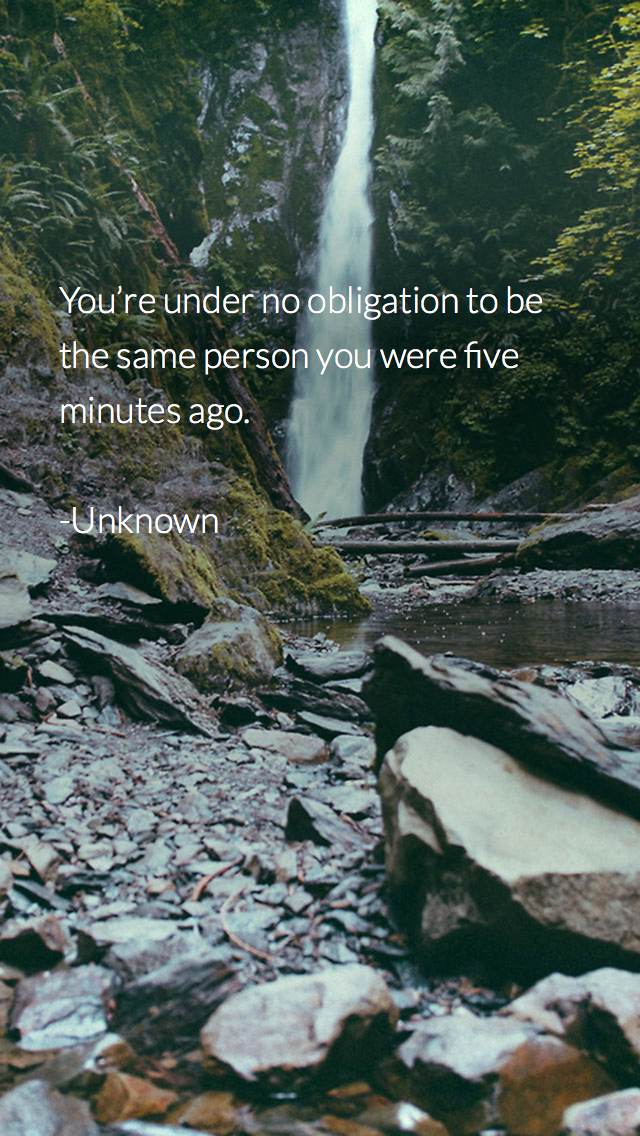 You’re under no obligation to be
the same person you were five
minutes ago.
-Unknown